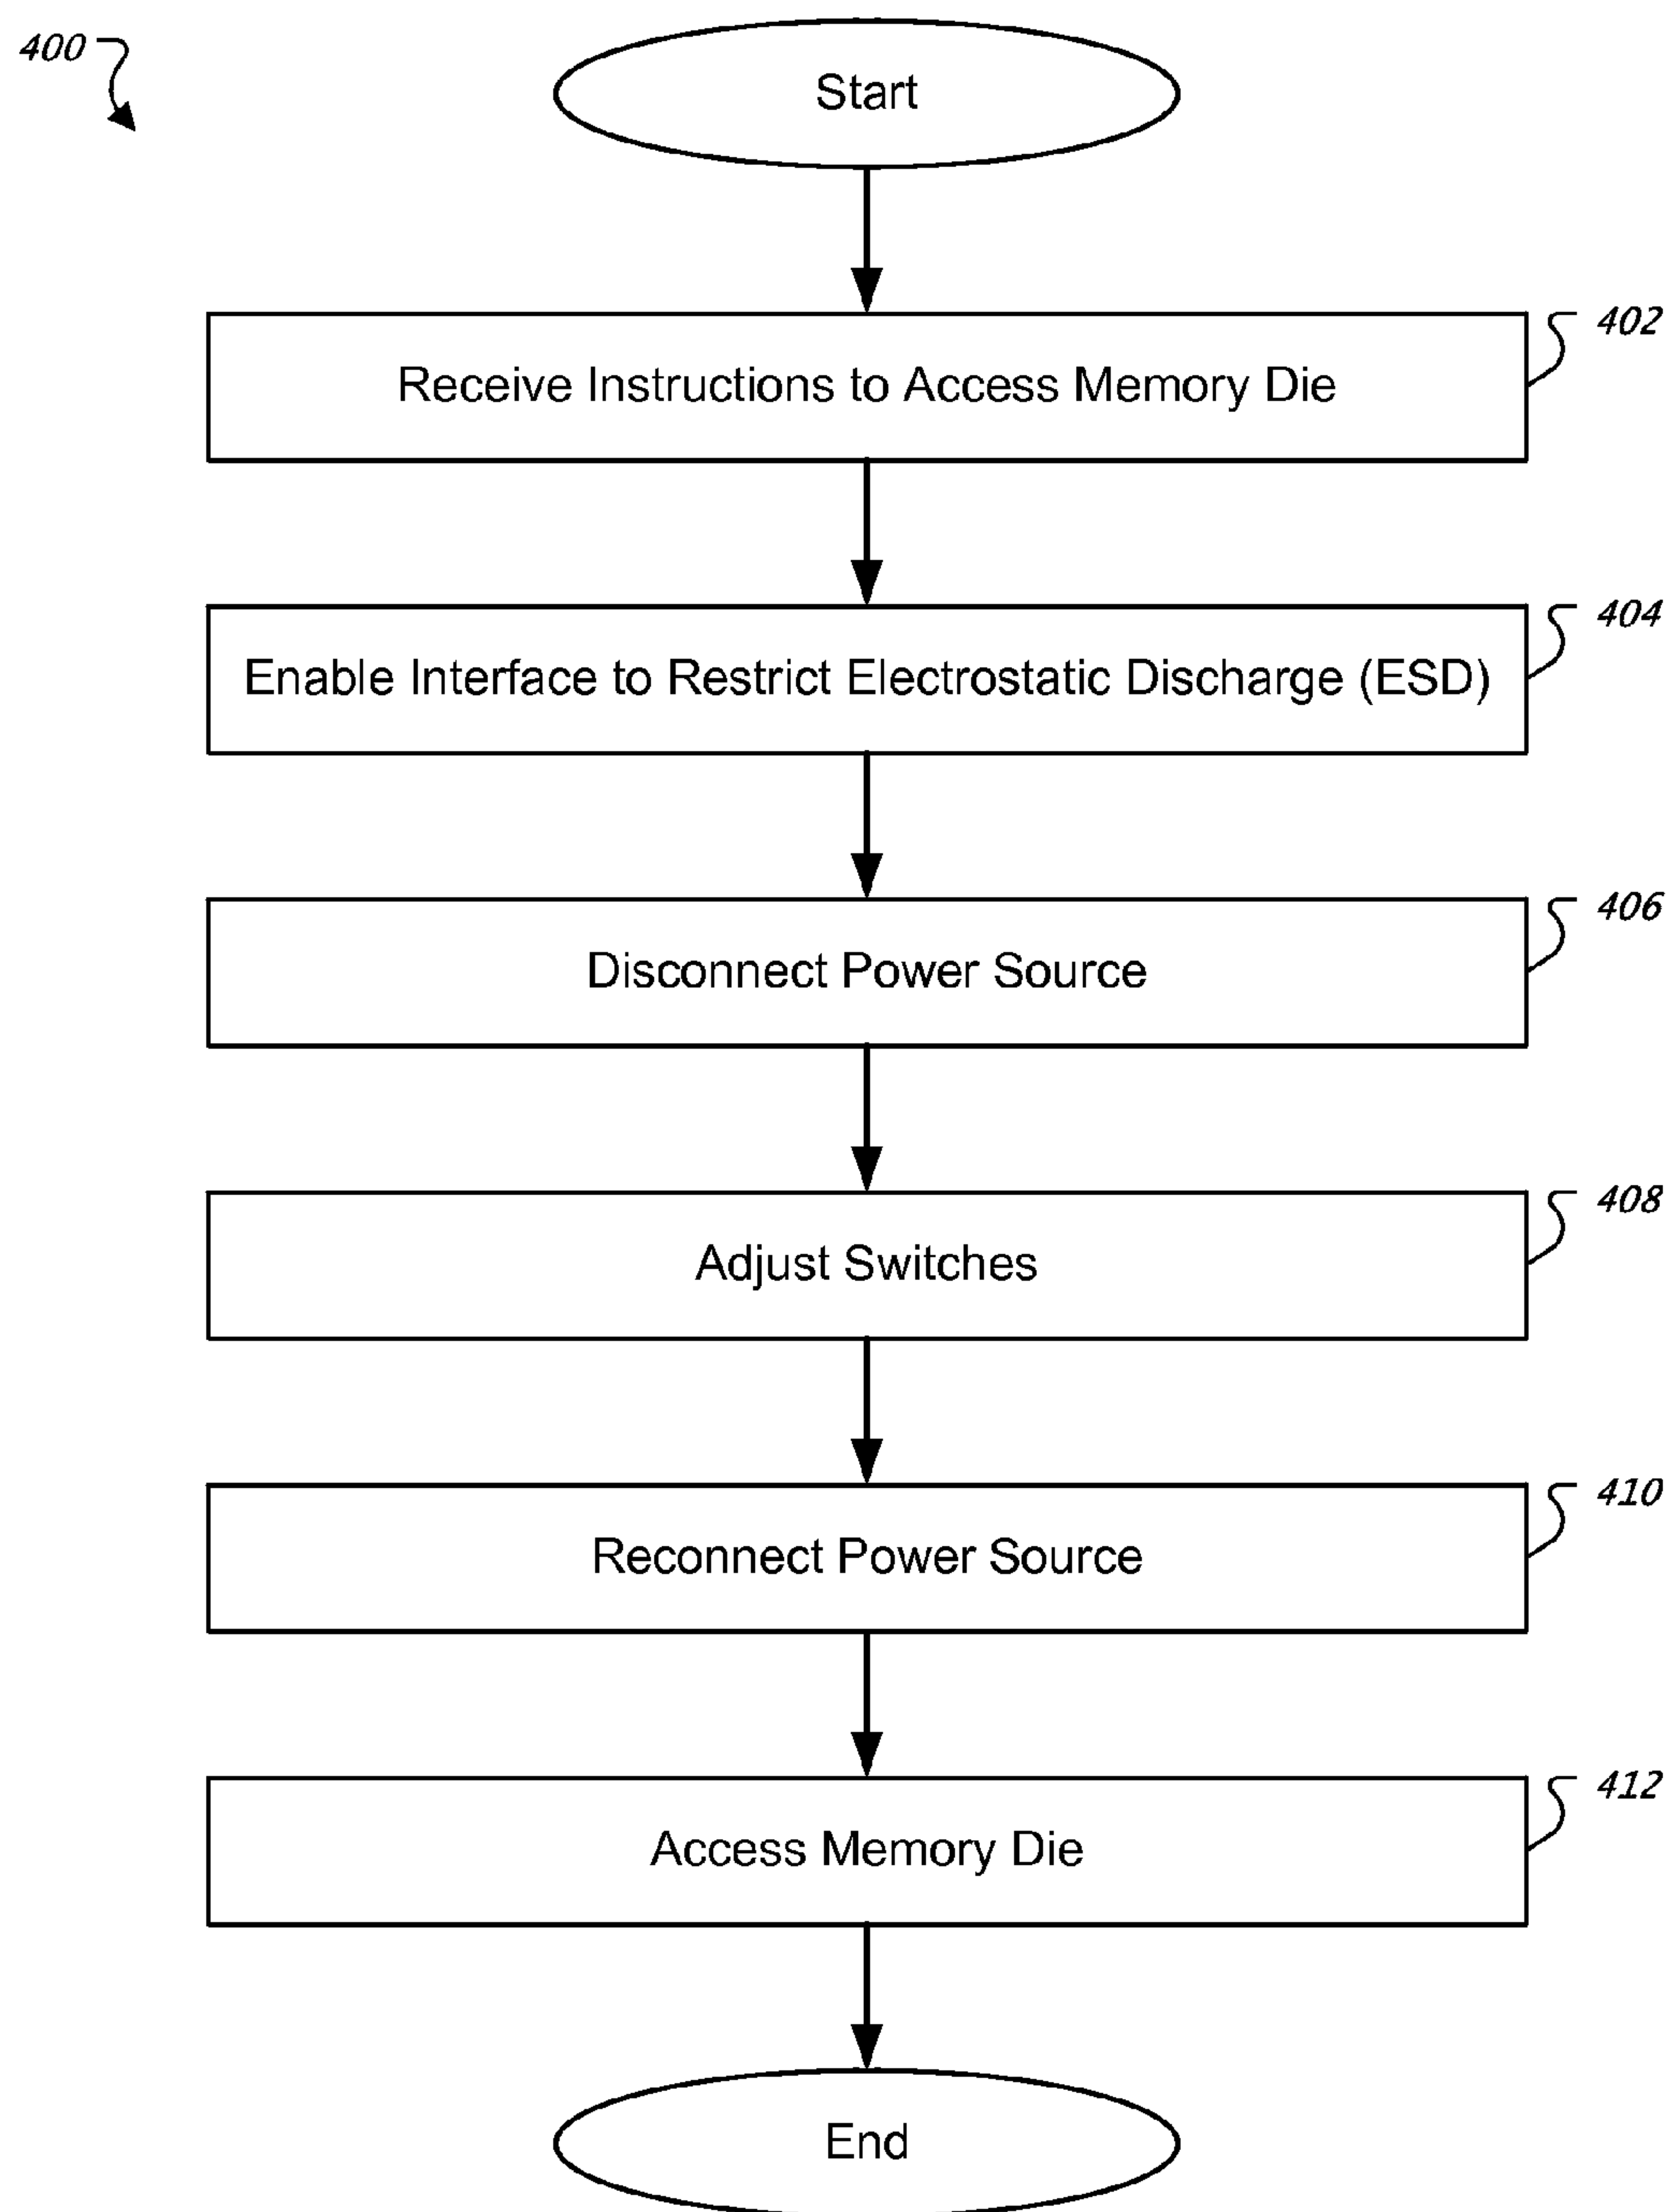 400
Start
Receive Instructions to Access Memory Die
402
Enable Interface to Restrict Electrostatic Discharge (ESD)
404
Disconnect Power Source
406
Adjust Switches
408
Reconnect Power Source
410
Access Memory Die
412
End